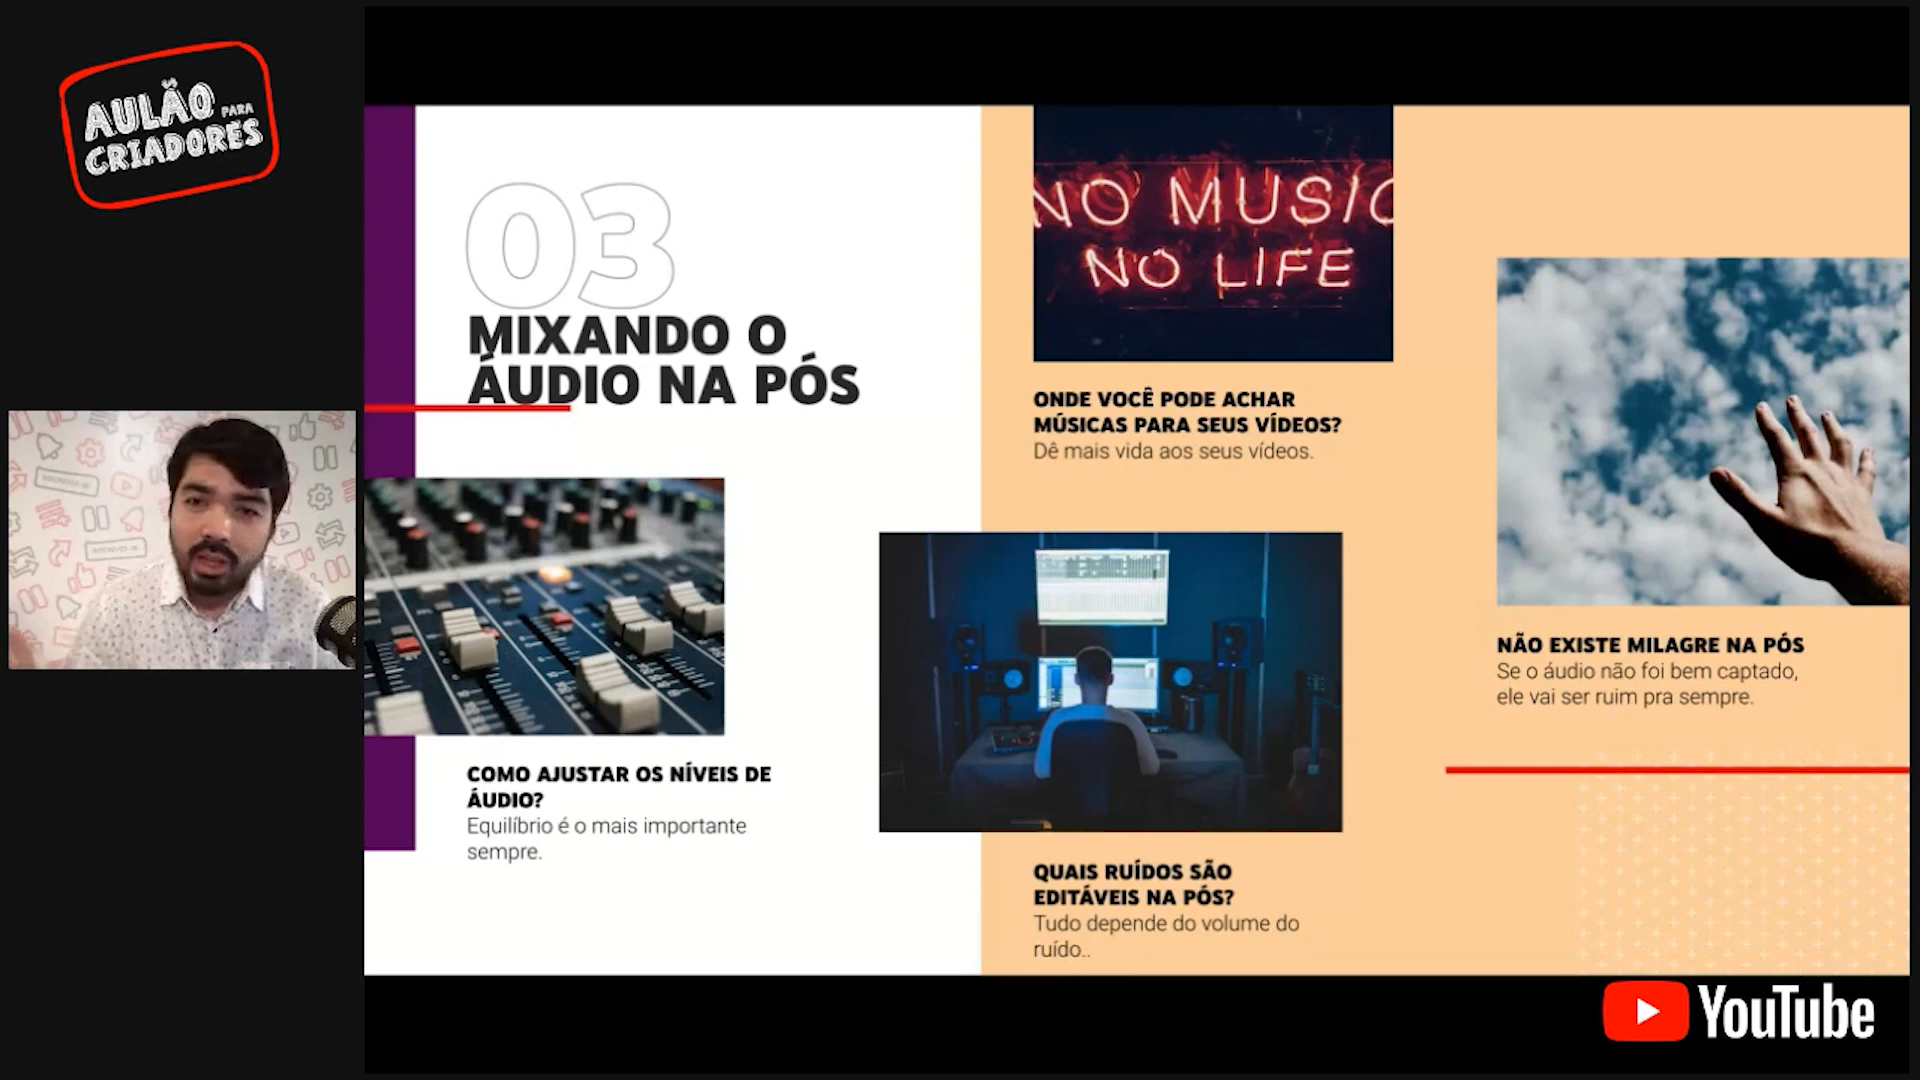 AULÃO PARA
CRIADORES
03
MIXANDO O
ÁUDIO NA PÓS
COMO AJUSTAR OS NÍVEIS DE
ÁUDIO?
Equilíbrio é o mais importante
sempre.
NO MUSIC
NO LIFE
ONDE VOCÊ PODE ACHAR
MÚSICAS PARA SEUS VÍDEOS?
Dê mais vida aos seus vídeos.
QUAIS RUÍDOS SÃO
EDITÁVEIS NA PÓS?
Tudo depende do volume do
ruído..
NÃO EXISTE MILAGRE NA PÓS
Se o áudio não foi bem captado,
ele vai ser ruim pra sempre.
YouTube